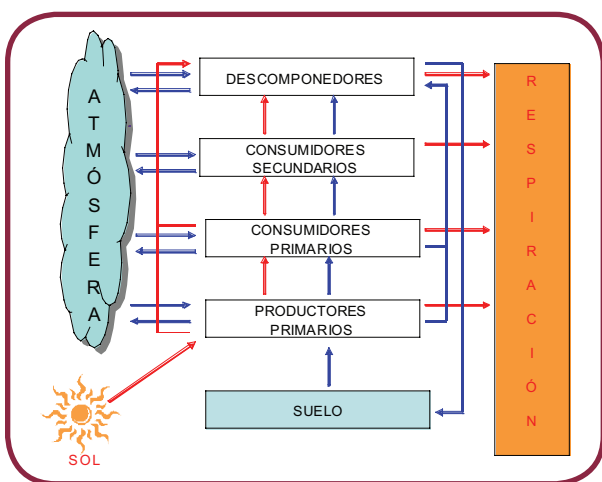 ATMÓSFERA
DESCOMPONEDORES
CONSUMIDORES
SECUNDARIOS
CONSUMIDORES
PRIMARIOS
PRODUCTORES
PRIMARIOS
SUELO
SOL
RESPIRACIÓN